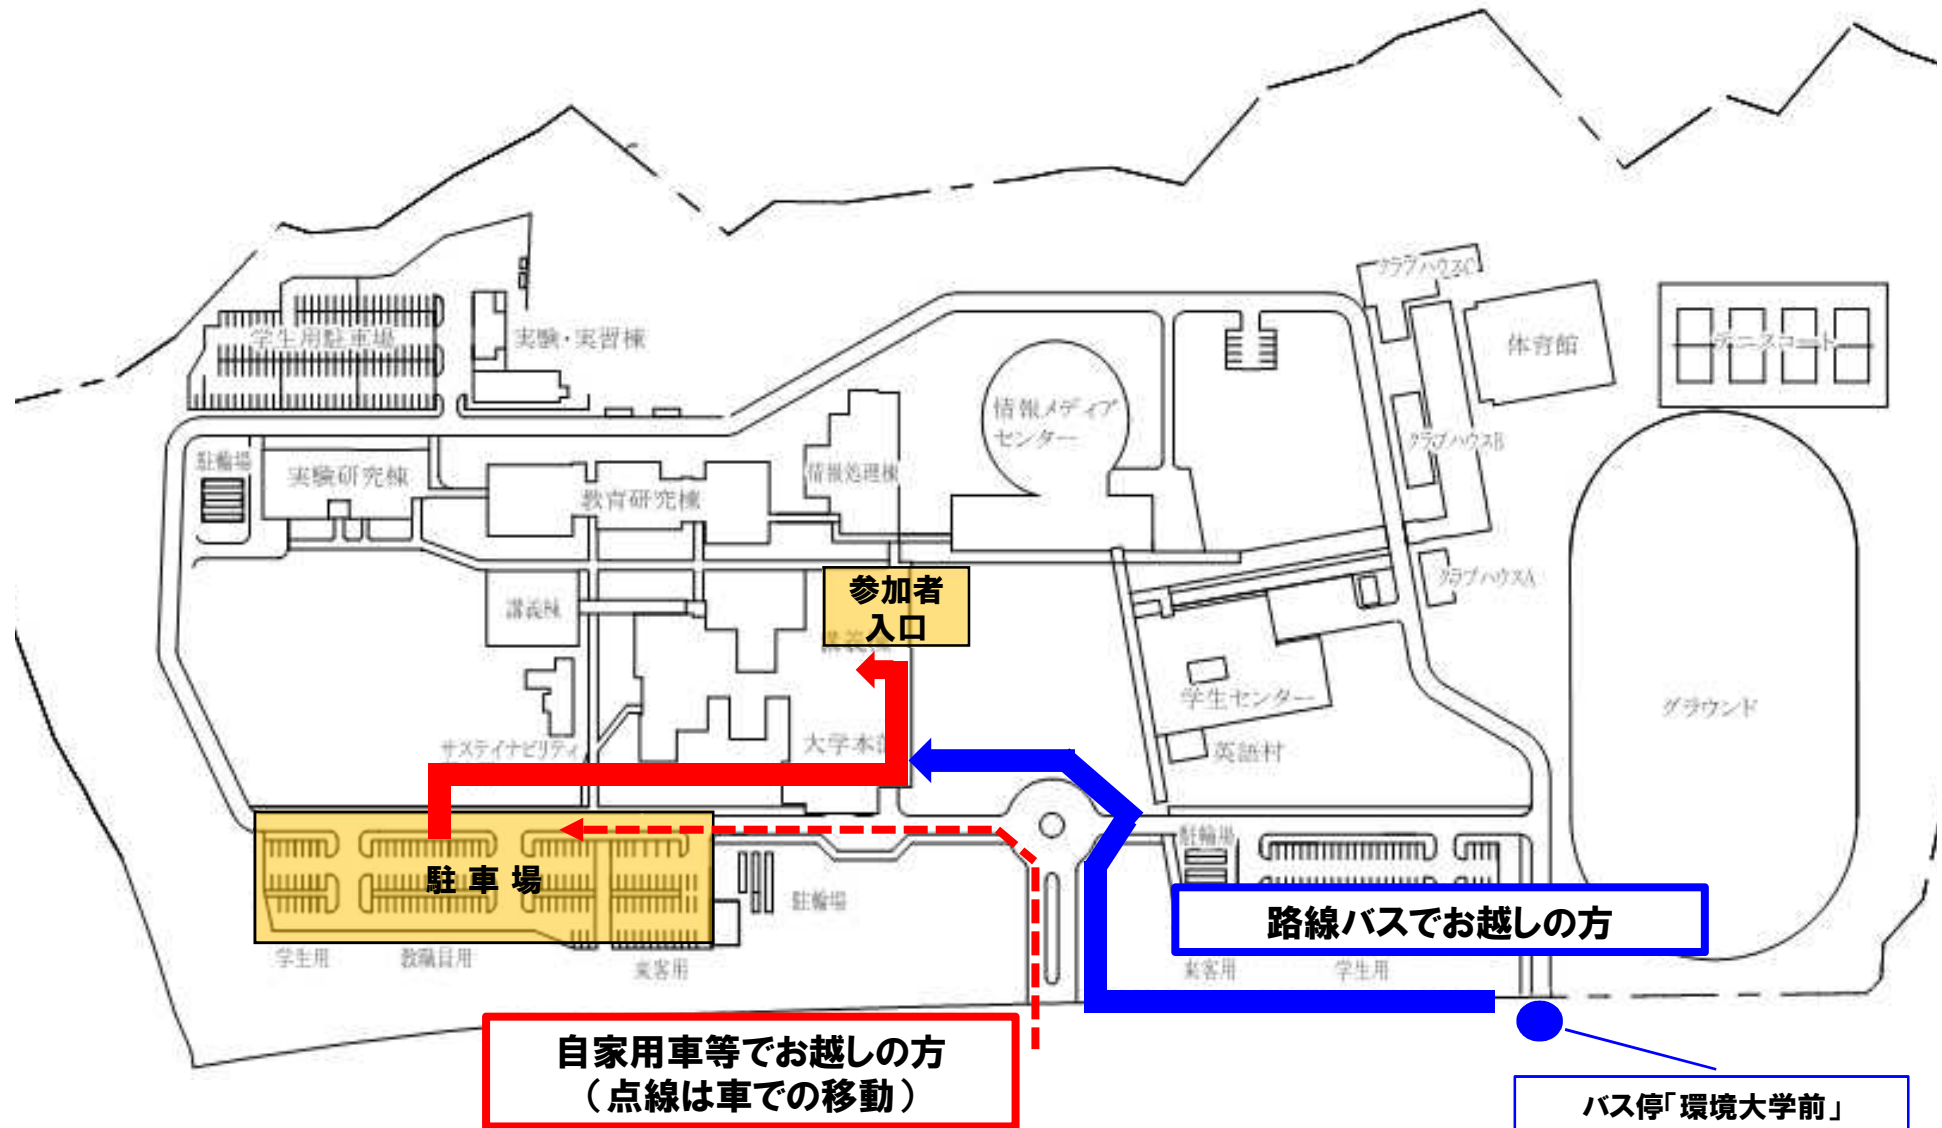 クラブハウスC
学生用駐車場
実験・実習棟
体育館
テニスコート
情報メディア
センター
クラブハウスB
駐輪場
実験研究棟
教育研究棟
情報処理棟
クラブハウスA
講義棟
参加者
入口
講義棟
学生センター
グラウンド
サステイナビリティ
大学本部
英語村
駐輪場
駐車場
駐輪場
路線バスでお越しの方
学生用
教職員用
来客用
来客用
学生用
自家用車等でお越しの方
（点線は車での移動）
バス停「環境大学前」